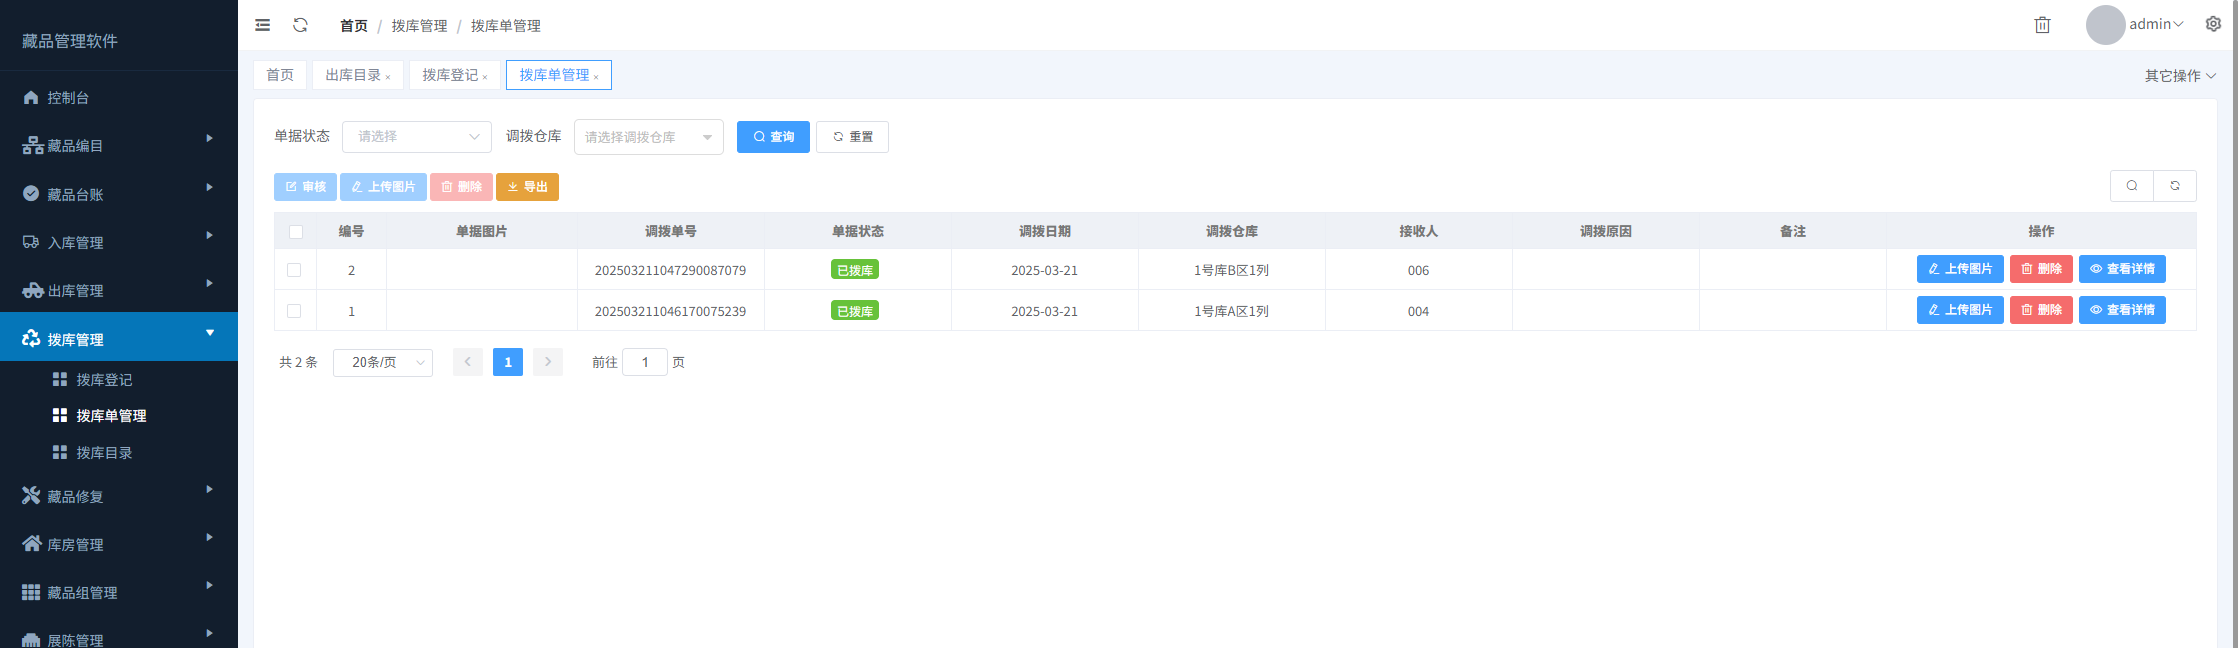 藏品管理软件
控制台
藏品编目
藏品台账
入库管理
出库管理
拨库管理
拨库登记
拨库单管理
拨库目录
藏品修复
库房管理
藏品组管理
展陈管理
首页 / 拨库管理 / 拨库单管理
admin
首页 出库目录 × 拨库登记 × 拨库单管理 ×
其它操作
单据状态 请选择 调拨仓库 请选择调拨仓库 查询 重置
审核 上传图片 删除 导出
编号 单据图片 调拨单号 单据状态 调拨日期 调拨仓库 接收人 调拨原因 备注 操作
2 202503211047290087079 已拨库 2025-03-21 1号库B区1列 006 上传图片 删除 查看详情
1 202503211046170075239 已拨库 2025-03-21 1号库A区1列 004 上传图片 删除 查看详情
共 2 条 20条/页 1 前往 1 页